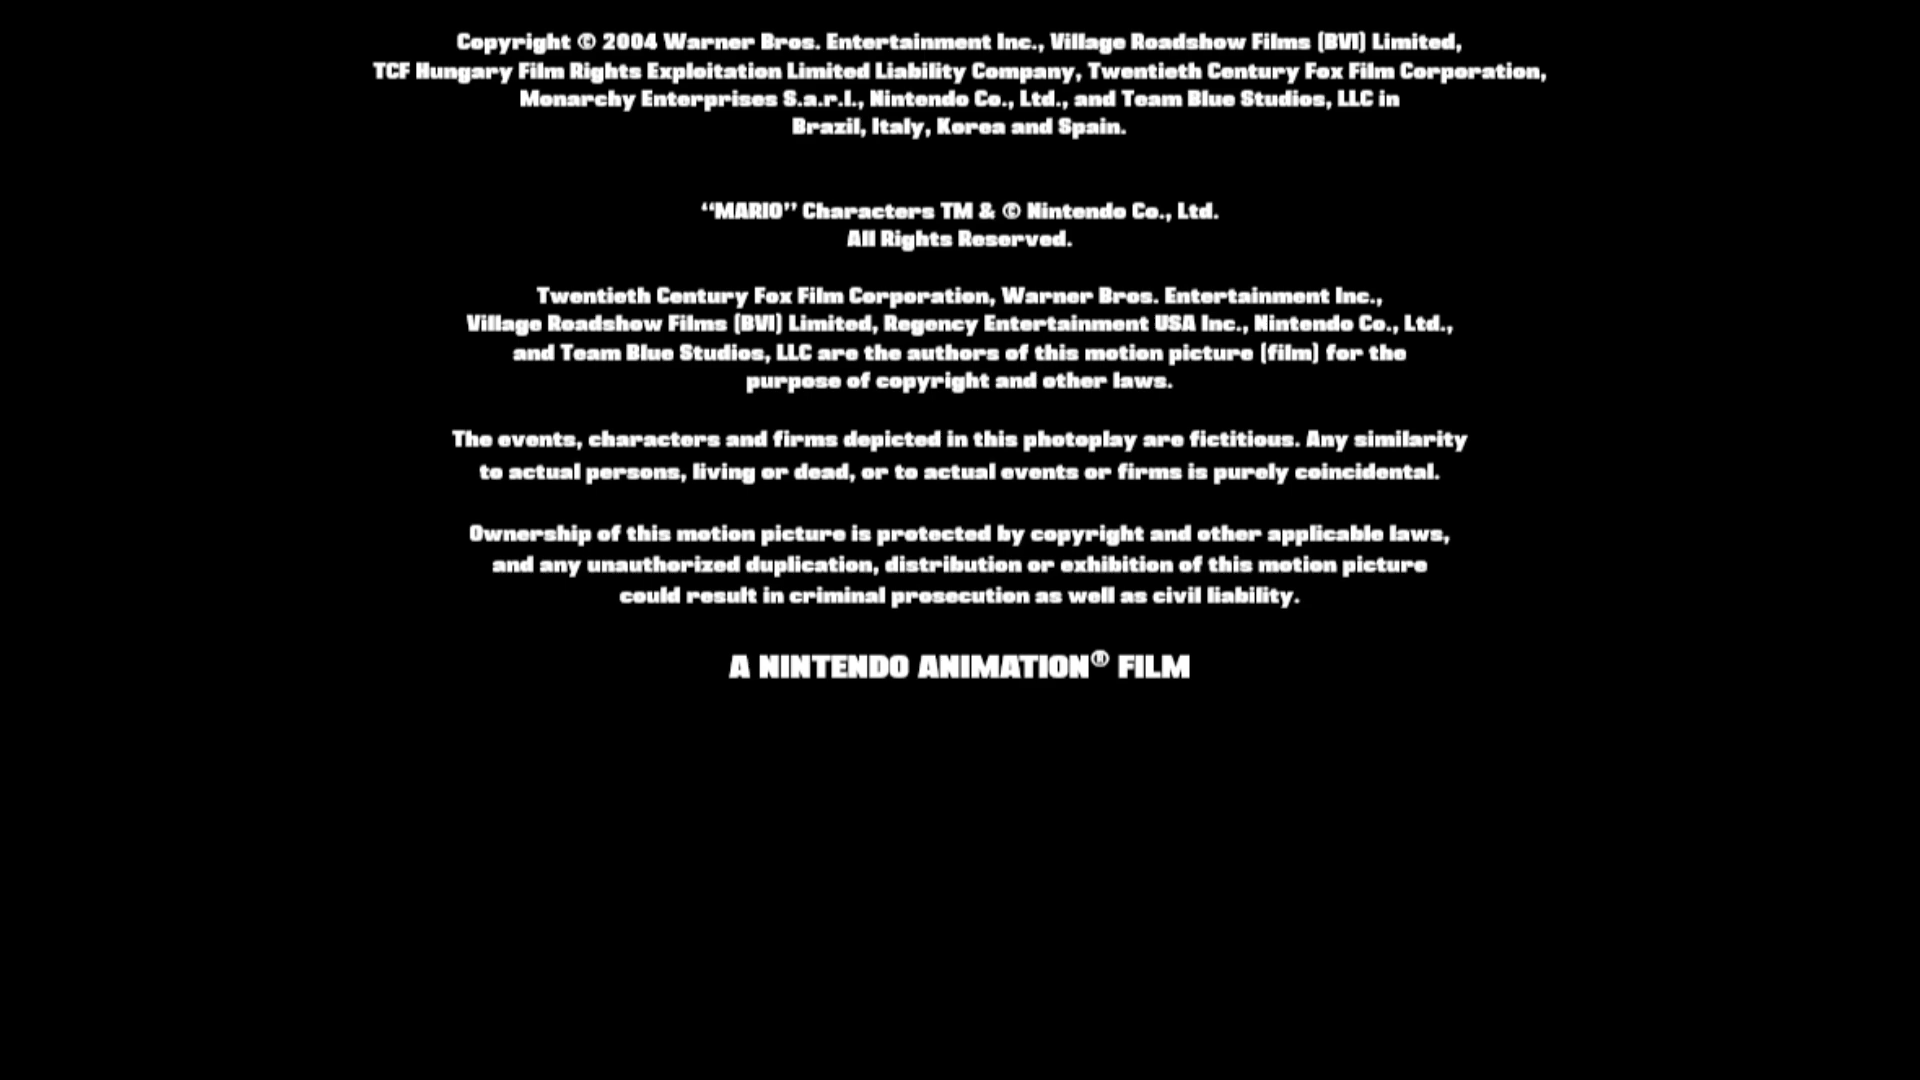 Copyright © 2004 Warner Bros. Entertainment Inc., Village Roadshow Films (BVI) Limited,
TCF Hungary Film Rights Exploitation Limited Liability Company, Twentieth Century Fox Film Corporation,
Monarchy Enterprises S.a.r.l., Nintendo Co., Ltd., and Team Blue Studios, LLC in
Brazil, Italy, Korea and Spain.
“MARIO” Characters TM & © Nintendo Co., Ltd.
All Rights Reserved.
Twentieth Century Fox Film Corporation, Warner Bros. Entertainment Inc.,
Village Roadshow Films (BVI) Limited, Regency Entertainment USA Inc., Nintendo Co., Ltd.,
and Team Blue Studios, LLC are the authors of this motion picture (film) for the
purpose of copyright and other laws.
The events, characters and firms depicted in this photoplay are fictitious. Any similarity
to actual persons, living or dead, or to actual events or firms is purely coincidental.
Ownership of this motion picture is protected by copyright and other applicable laws,
and any unauthorized duplication, distribution or exhibition of this motion picture
could result in criminal prosecution as well as civil liability.
A NINTENDO ANIMATION® FILM